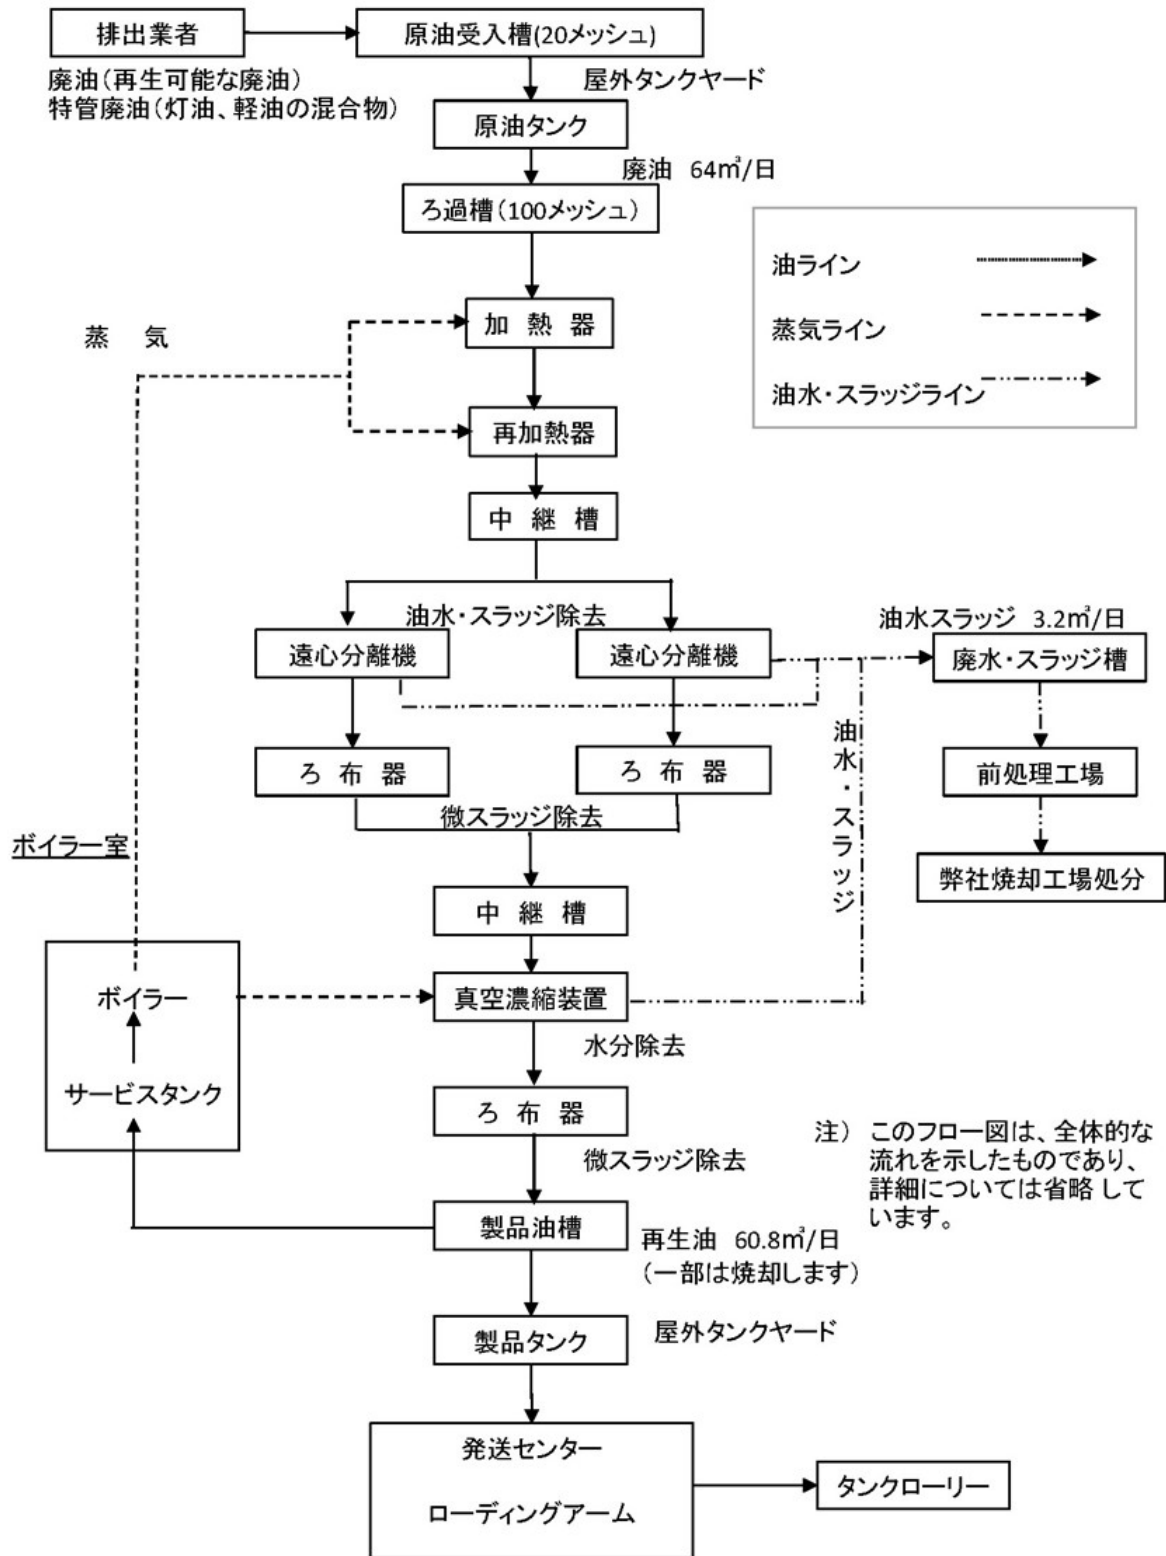 排出業者
原油受入槽(20メッシュ)
廃油(再生可能な廃油)
特管廃油(灯油、軽油の混合物)
屋外タンクヤード
原油タンク
廃油 64㎥/日
ろ過槽(100メッシュ)
油ライン
蒸気ライン
油水・スラッジライン
加 熱 器
蒸 気
再加熱器
中 継 槽
油水・スラッジ除去
油水スラッジ 3.2㎥/日
遠心分離機
遠心分離機
廃水・スラッジ槽
油水・スラッジ
ろ 布 器
ろ 布 器
前処理工場
微スラッジ除去
ボイラー室
弊社焼却工場処分
中 継 槽
ボイラー
真空濃縮装置
水分除去
サービスタンク
ろ 布 器
注) このフロー図は、全体的な
流れを示したものであり、
詳細については省略 して
います。
微スラッジ除去
製品油槽
再生油 60.8㎥/日
(一部は焼却します)
製品タンク
屋外タンクヤード
発送センター
ローディングアーム
タンクローリー